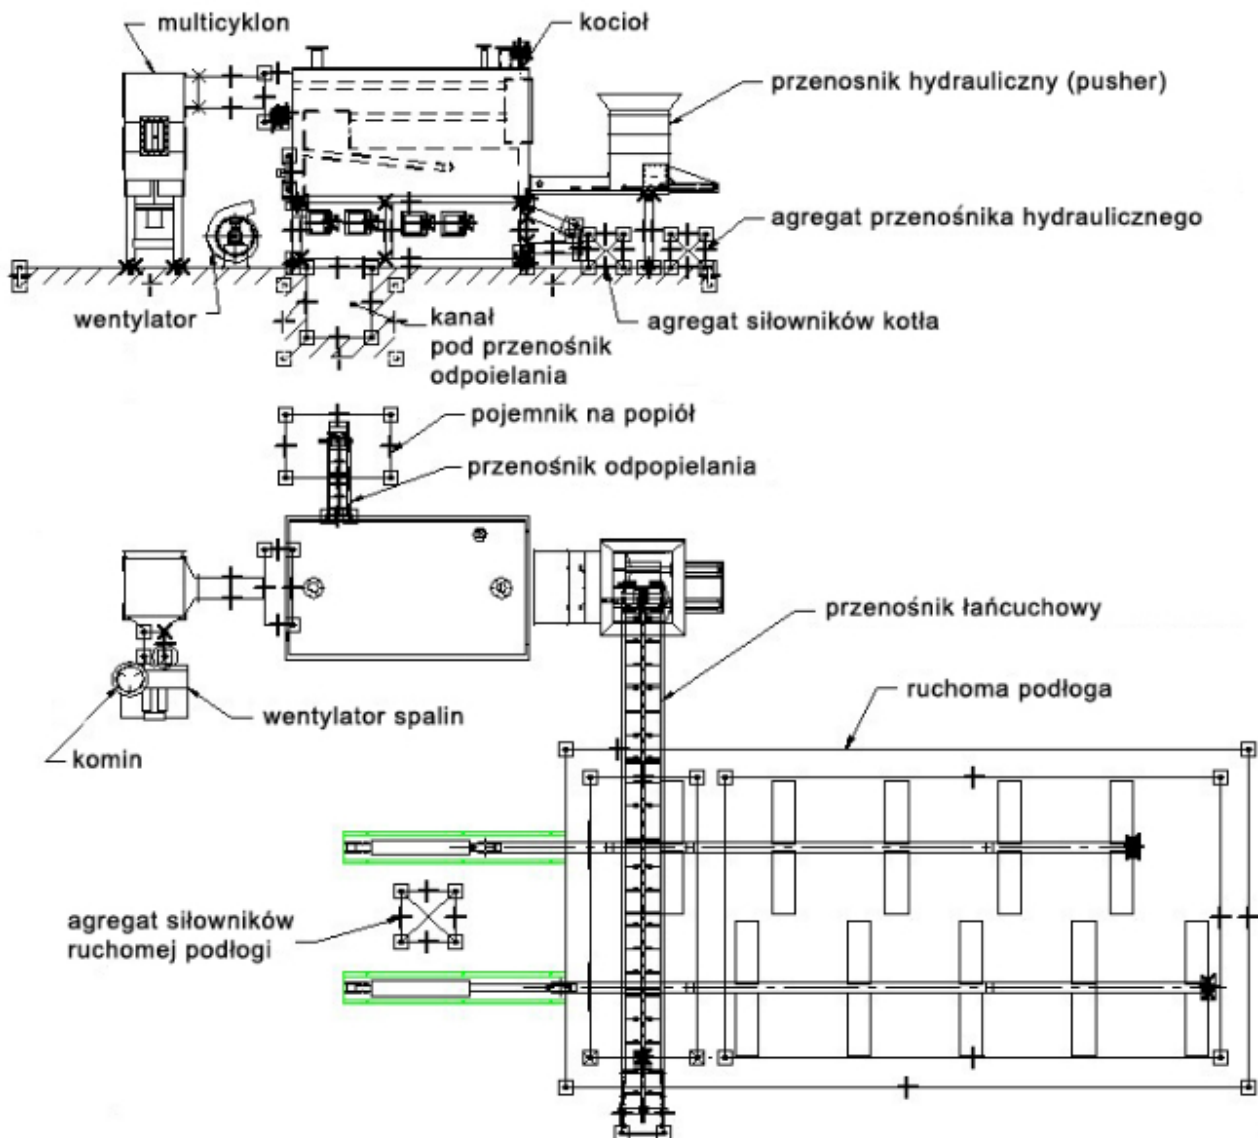 multicyklon
kocioł
przenosnik hydrauliczny (pusher)
agregat przenośnika hydraulicznego
wentylator
kanał
pod przenośnik
odpoielania
agregat siłowników kotła
pojemnik na popiół
przenośnik odpopielania
przenośnik łańcuchowy
ruchoma podłoga
wentylator spalin
komin
agregat siłowników
ruchomej podłogi